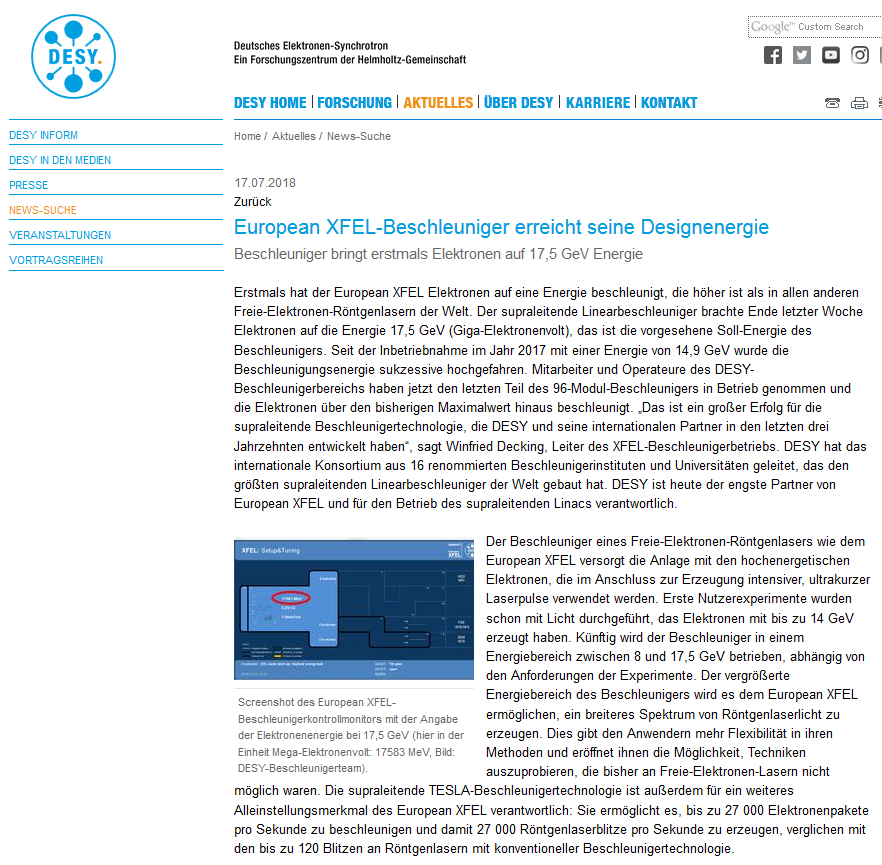 DESY.
Deutsches Elektronen-Synchrotron
Ein Forschungszentrum der Helmholtz-Gemeinschaft
Google™ Custom Search
DESY HOME | FORSCHUNG | AKTUELLES | ÜBER DESY | KARRIERE | KONTAKT
DESY INFORM
DESY IN DEN MEDIEN
PRESSE
NEWS-SUCHE
VERANSTALTUNGEN
VORTRAGSREIHEN
Home / Aktuelles / News-Suche
17.07.2018
Zurück
European XFEL-Beschleuniger erreicht seine Designenergie
Beschleuniger bringt erstmals Elektronen auf 17,5 GeV Energie
Erstmals hat der European XFEL Elektronen auf eine Energie beschleunigt, die höher ist als in allen anderen
Freie-Elektronen-Röntgenlasern der Welt. Der supraleitende Linearbeschleuniger brachte Ende letzter Woche
Elektronen auf die Energie 17,5 GeV (Giga-Elektronenvolt), das ist die vorgesehene Soll-Energie des
Beschleunigers. Seit der Inbetriebnahme im Jahr 2017 mit einer Energie von 14,9 GeV wurde die
Beschleunigungsenergie sukzessive hochgefahren. Mitarbeiter und Operateure des DESY-
Beschleunigerbereichs haben jetzt den letzten Teil des 96-Modul-Beschleunigers in Betrieb genommen und
die Elektronen über den bisherigen Maximalwert hinaus beschleunigt. „Das ist ein großer Erfolg für die
supraleitende Beschleunigertechnologie, die DESY und seine internationalen Partner in den letzten drei
Jahrzehnten entwickelt haben“, sagt Winfried Decking, Leiter des XFEL-Beschleunigerbetriebs. DESY hat das
internationale Konsortium aus 16 renommierten Beschleunigerinstituten und Universitäten geleitet, das den
größten supraleitenden Linearbeschleuniger der Welt gebaut hat. DESY ist heute der engste Partner von
European XFEL und für den Betrieb des supraleitenden Linacs verantwortlich.
XFEL: Setup&Tuning
17583 MeV
Screenshot des European XFEL-
Beschleunigerkontrollmonitors mit der Angabe
der Elektronenenergie bei 17,5 GeV (hier in der
Einheit Mega-Elektronenvolt: 17583 MeV, Bild:
DESY-Beschleunigerteam).
Der Beschleuniger eines Freie-Elektronen-Röntgenlasers wie dem
European XFEL versorgt die Anlage mit den hochenergetischen
Elektronen, die im Anschluss zur Erzeugung intensiver, ultrakurzer
Laserpulse verwendet werden. Erste Nutzerexperimente wurden
schon mit Licht durchgeführt, das Elektronen mit bis zu 14 GeV
erzeugt haben. Künftig wird der Beschleuniger in einem
Energiebereich zwischen 8 und 17,5 GeV betrieben, abhängig von
den Anforderungen der Experimente. Der vergrößerte
Energiebereich des Beschleunigers wird es dem European XFEL
ermöglichen, ein breiteres Spektrum von Röntgenlaserlicht zu
erzeugen. Dies gibt den Anwendern mehr Flexibilität in ihren
Methoden und eröffnet ihnen die Möglichkeit, Techniken
auszuprobieren, die bisher an Freie-Elektronen-Lasern nicht
möglich waren. Die supraleitende TESLA-Beschleunigertechnologie ist außerdem für ein weiteres
Alleinstellungsmerkmal des European XFEL verantwortlich: Sie ermöglicht es, bis zu 27 000 Elektronenpakete
pro Sekunde zu beschleunigen und damit 27 000 Röntgenlaserblitze pro Sekunde zu erzeugen, verglichen mit
den bis zu 120 Blitzen an Röntgenlasern mit konventioneller Beschleunigertechnologie.